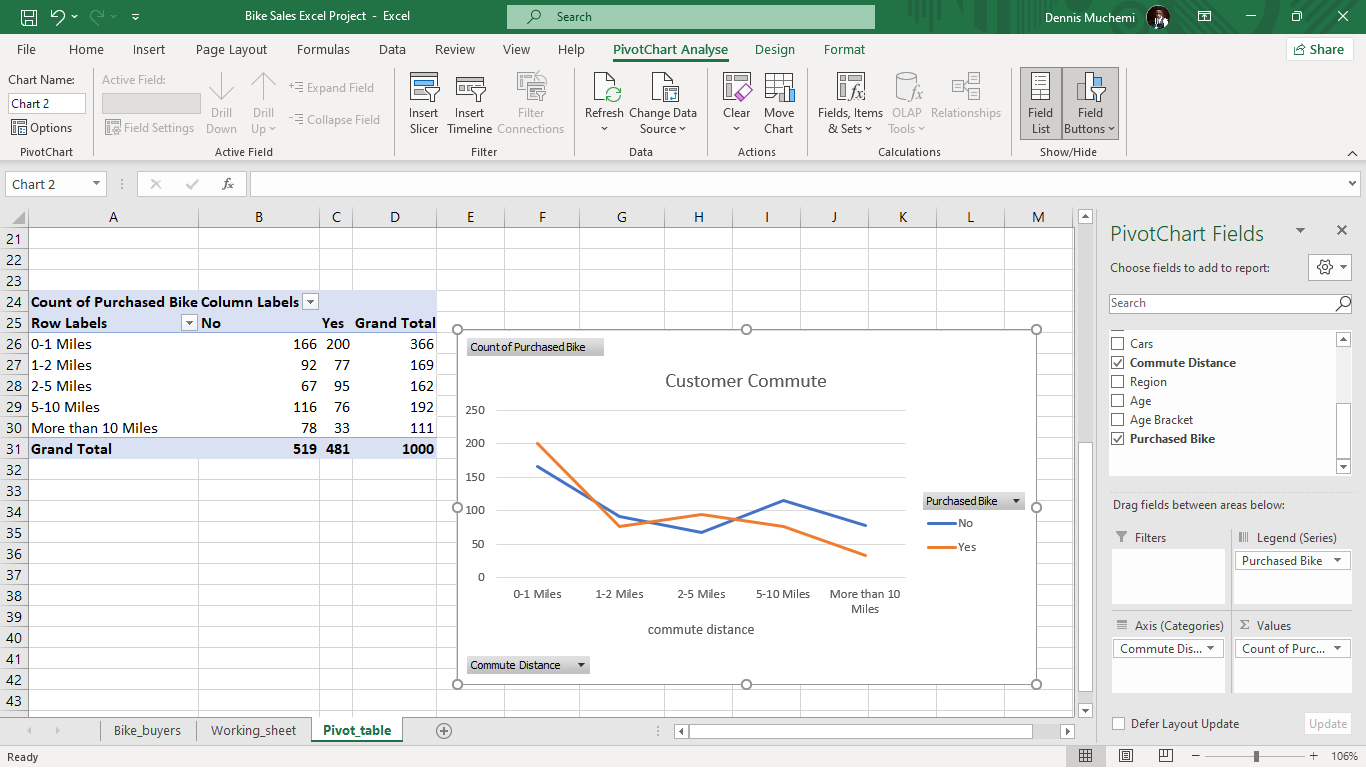 Bike Sales Excel Project - Excel
Search
Dennis Muchemi
File Home Insert Page Layout Formulas Data Review View Help PivotChart Analyse Design Format Share
Chart Name:
Chart 2
Options
PivotChart
Active Field:
Field Settings
Drill Down
Drill Up
Expand Field
Collapse Field
Active Field
Insert Slicer
Insert Timeline
Filter Connections
Filter
Refresh
Change Data Source
Data
Clear
Move Chart
Actions
Fields, Items & Sets
OLAP Tools
Relationships
Calculations
Field List
Field Buttons
Show/Hide
Chart 2
fx
A B C D E F G H I J K L M
21
22
23
24 Count of Purchased Bike Column Labels
25 Row Labels No Yes Grand Total
26 0-1 Miles 166 200 366
27 1-2 Miles 92 77 169
28 2-5 Miles 67 95 162
29 5-10 Miles 116 76 192
30 More than 10 Miles 78 33 111
31 Grand Total 519 481 1000
32
33
34
35
36
37
38
39
40
41
42
43
Count of Purchased Bike
Customer Commute
250
200
150
100
50
0
0-1 Miles 1-2 Miles 2-5 Miles 5-10 Miles More than 10 Miles
commute distance
Purchased Bike
No
Yes
Commute Distance
PivotChart Fields
Choose fields to add to report:
Search
Cars
Commute Distance
Region
Age
Age Bracket
Purchased Bike
Drag fields between areas below:
Filters
Legend (Series)
Purchased Bike
Axis (Categories)
Commute Dis...
Σ Values
Count of Purc...
Defer Layout Update
Update
Bike_buyers Working_sheet Pivot_table
Ready
106%